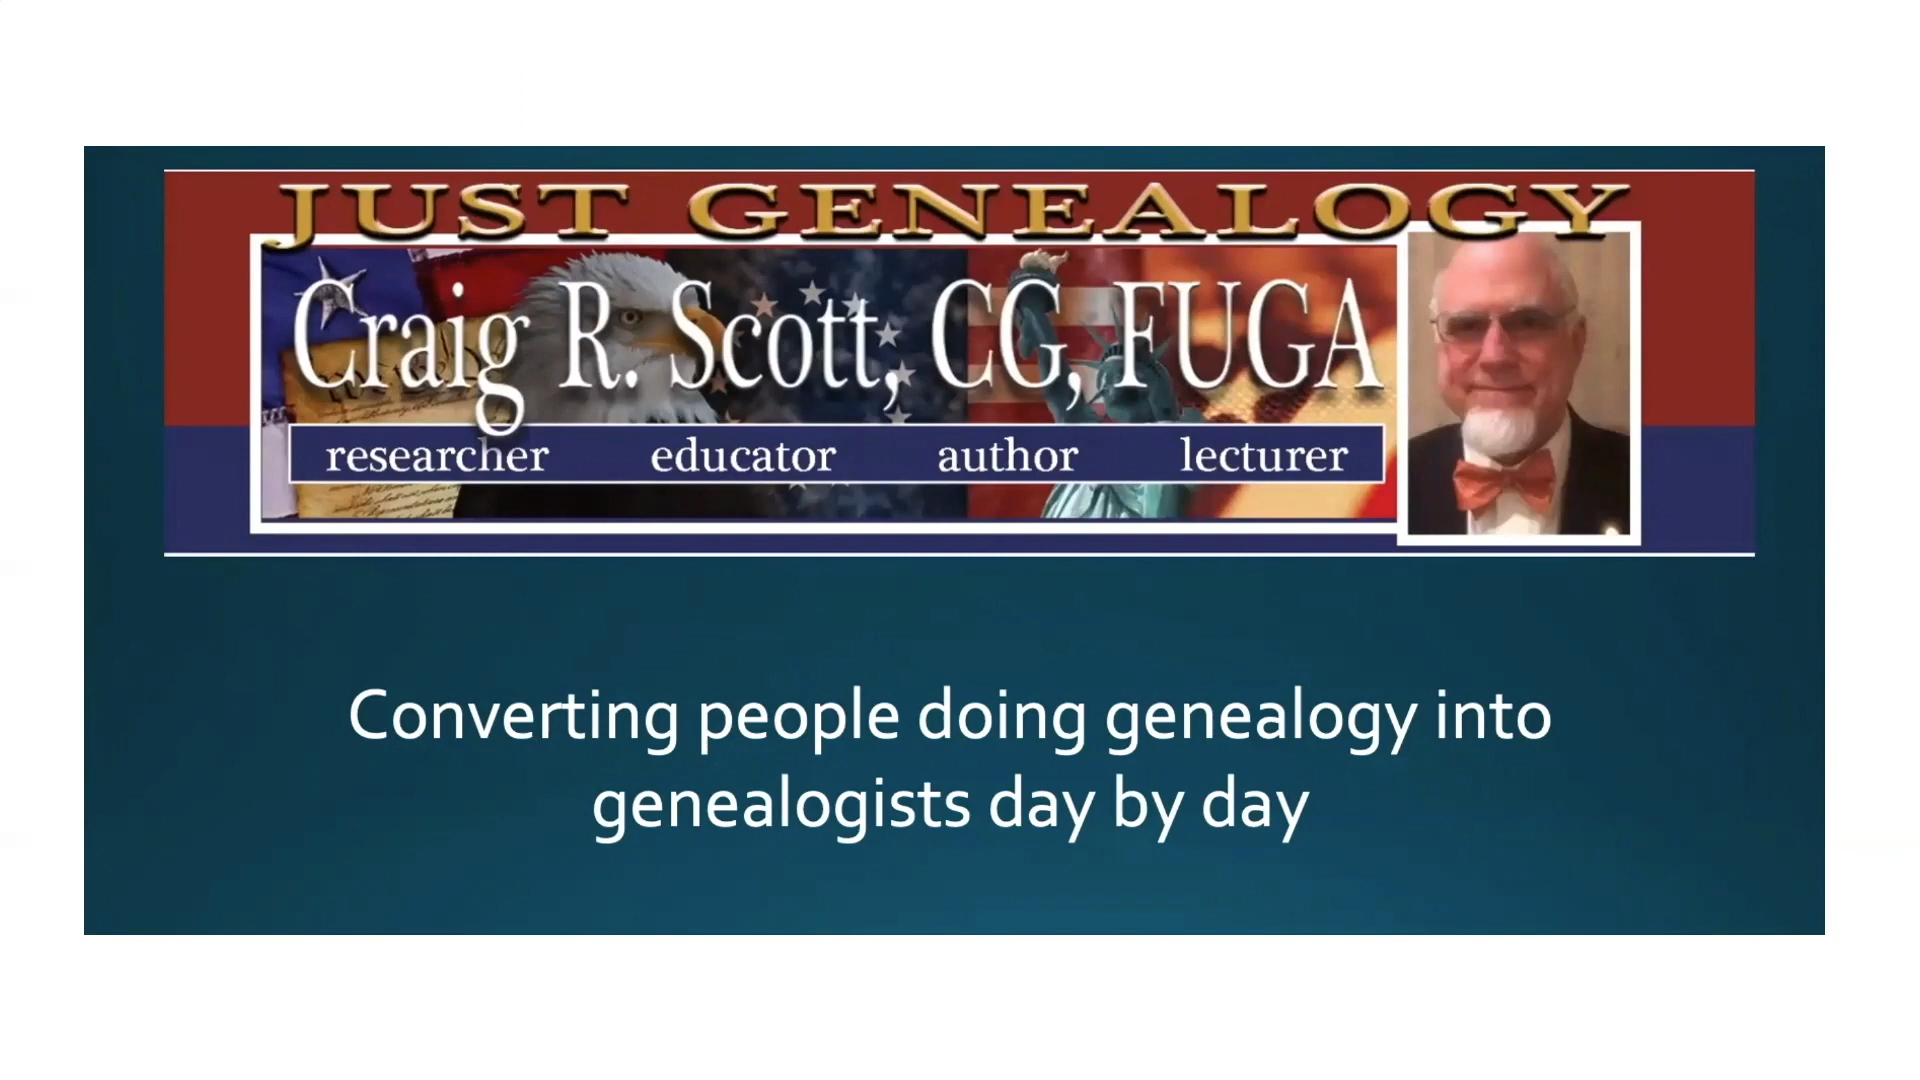 JUST GENEALOGY
Craig R. Scott, CG, FUGA
researcher educator author lecturer
Converting people doing genealogy into
genealogists day by day